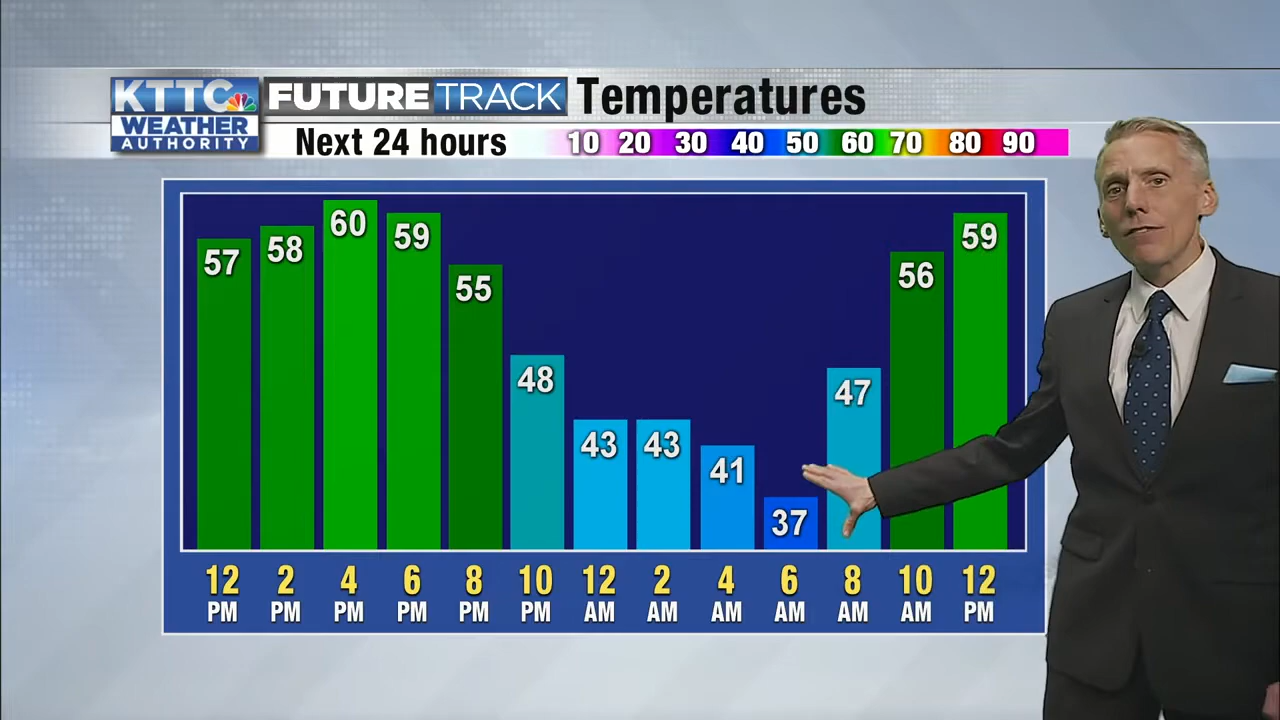 KTTC FUTURE TRACK Temperatures
WEATHER
AUTHORITY
Next 24 hours 10 20 30 40 50 60 70 80 90
57 58 60 59 55 48 43 43 41 37 47 56 59
12 2 4 6 8 10 12 2 4 6 8 10 12
PM PM PM PM PM PM AM AM AM AM AM AM PM